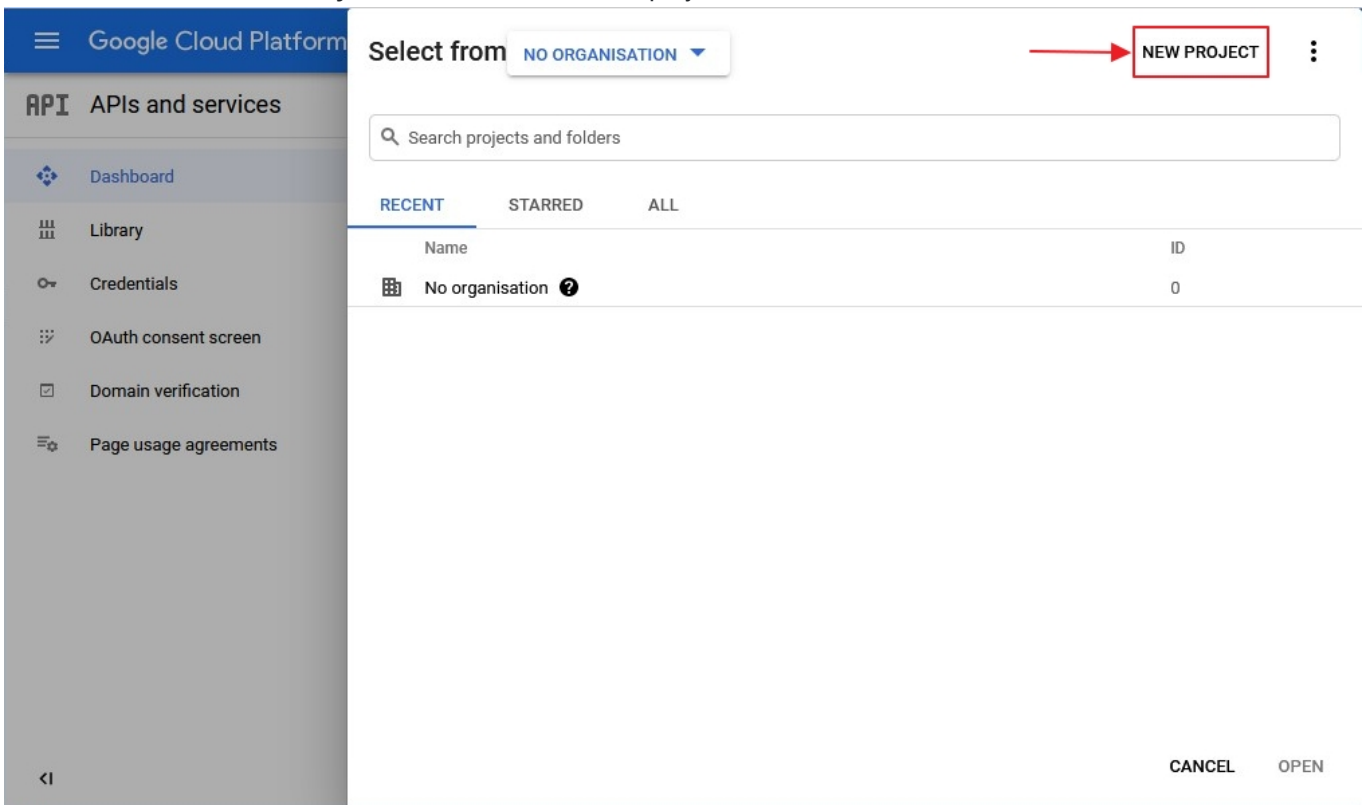 Google Cloud Platform
API APIs and services
Dashboard
Library
Credentials
OAuth consent screen
Domain verification
Page usage agreements
Select from NO ORGANISATION
NEW PROJECT
Search projects and folders
RECENT STARRED ALL
Name ID
No organisation 0
CANCEL OPEN